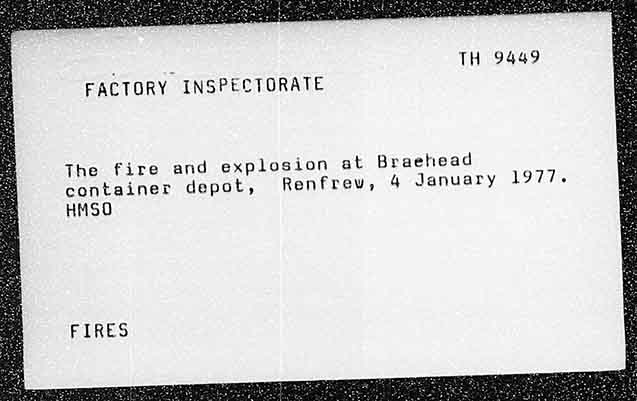 TH 9449
FACTORY INSPECTORATE
The fire and explosion at Braehead
container depot, Renfrew, 4 January 1977.
HMSO
FIRES